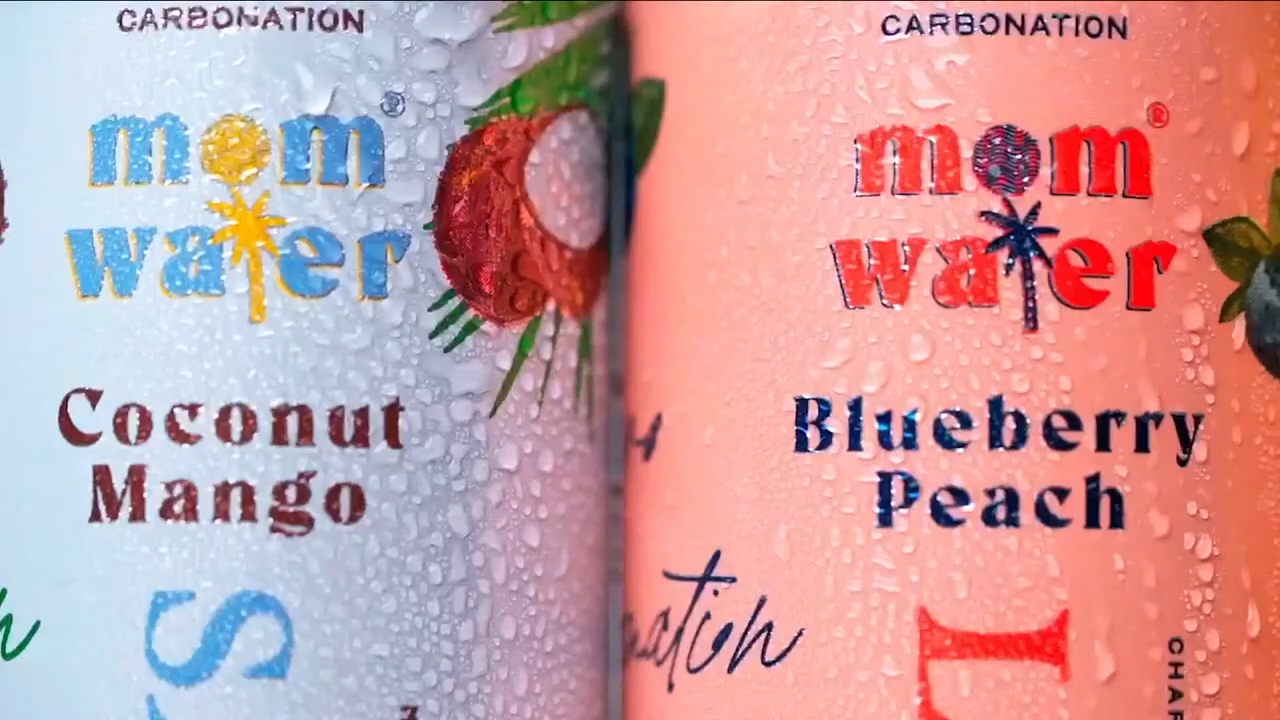 CARBONATION
mom®
water
Coconut
Mango
S
CARBONATION
mom®
water
Blueberry
Peach
L